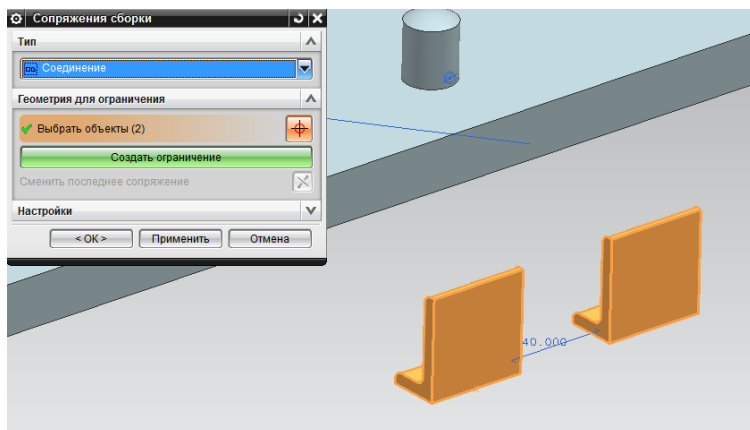 Сопряжения сборки
Тип
Соединение
Геометрия для ограничения
Выбрать объекты (2)
Создать ограничение
Сменить последнее сопряжение
Настройки
< OK > Применить Отмена
40.000